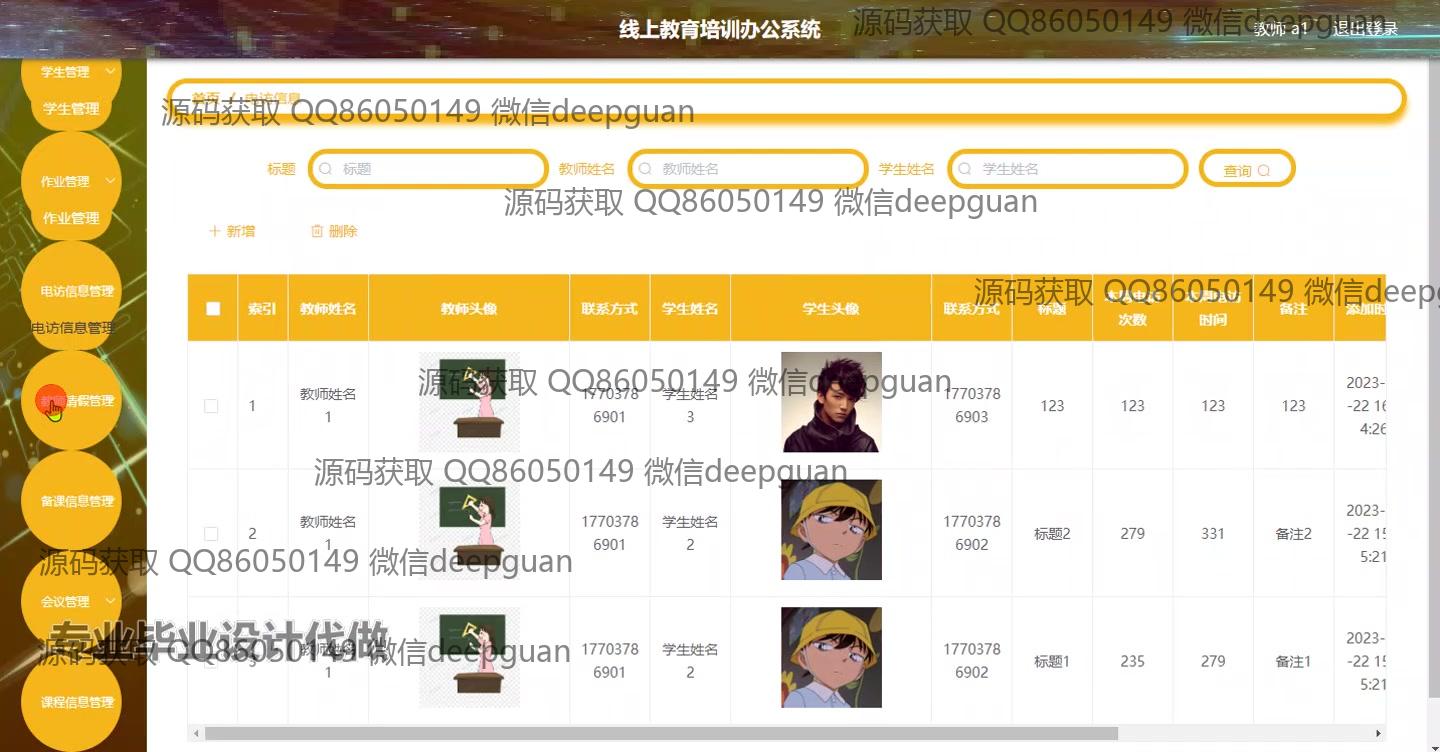 线上教育培训办公系统
教师 a1
退出登录
源码获取 QQ86050149 微信deepguan
学生管理
学生管理
作业管理
作业管理
电访信息管理
电访信息管理
教师请假管理
备课信息管理
会议管理
课程信息管理
首页 / 电访信息
源码获取 QQ86050149 微信deepguan
标题 标题 教师姓名 教师姓名 学生姓名 学生姓名 查询
源码获取 QQ86050149 微信deepguan
新增 删除
源码获取 QQ86050149 微信deepg
索引 教师姓名 教师头像 联系方式 学生姓名 学生头像 联系方式 标题
次数
时间
备注
添加时
1 教师姓名1 17703786901 学生姓名3 17703786903 123 123 123 123 2023-
-22 16
4:26
源码获取 QQ86050149 微信deepguan
源码获取 QQ86050149 微信deepguan
2 教师姓名2
1 17703786901 学生姓名2 17703786902 标题2 279 331 备注2 2023-
-22 15
5:21
源码获取 QQ86050149 微信deepguan
专业毕业设计代做
源码获取 QQ86050149 微信deepguan
1 17703786901 学生姓名2 17703786902 标题1 235 279 备注1 2023-
-22 15
5:21